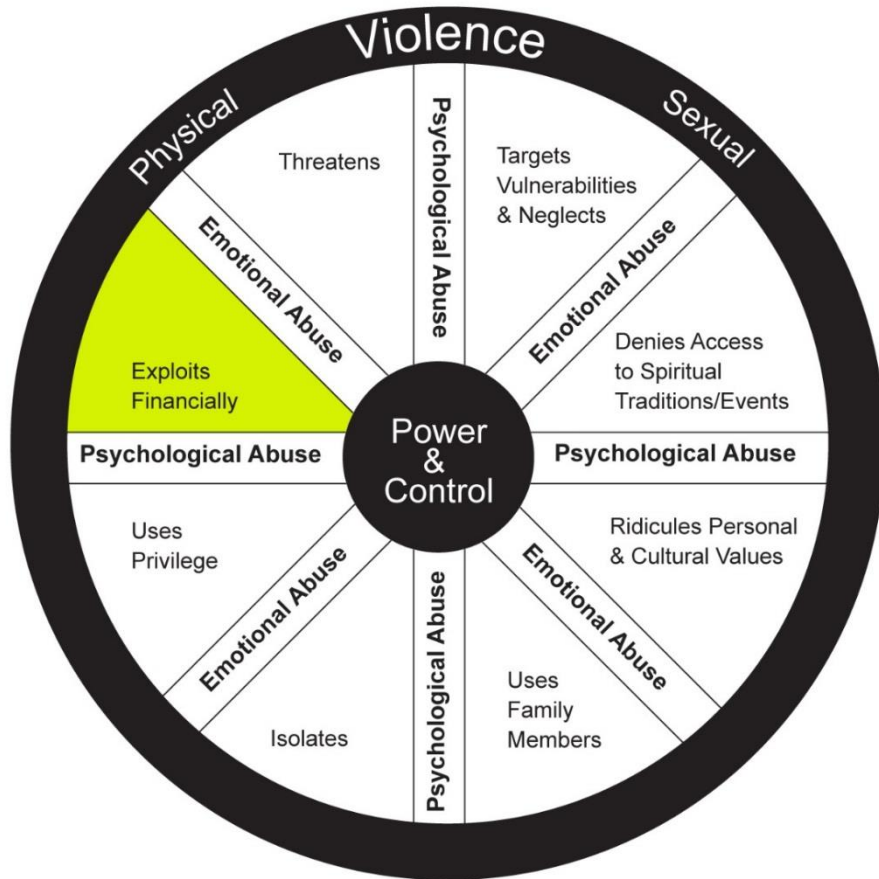 Violence
Physical
Sexual
Threatens
Psychological Abuse
Targets
Vulnerabilities
& Neglects
Emotional Abuse
Emotional Abuse
Exploits
Financially
Denies Access
to Spiritual
Traditions/Events
Power
&
Control
Psychological Abuse
Psychological Abuse
Uses
Privilege
Ridicules Personal
& Cultural Values
Emotional Abuse
Emotional Abuse
Psychological Abuse
Isolates
Uses
Family
Members